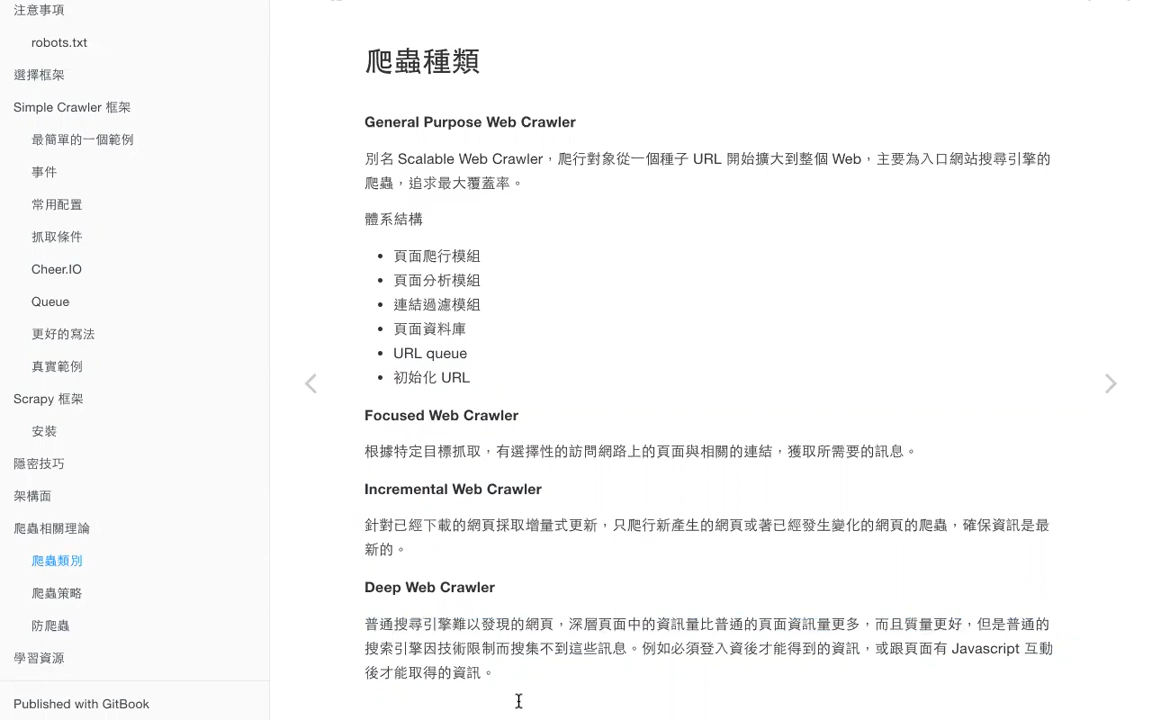 注意事項
robots.txt
選擇框架
Simple Crawler 框架
最簡單的一個範例
事件
常用配置
抓取條件
Cheer.IO
Queue
更好的寫法
真實範例
Scrapy 框架
安裝
隱密技巧
架構面
爬蟲相關理論
爬蟲類別
爬蟲策略
防爬蟲
學習資源
Published with GitBook
爬蟲種類
General Purpose Web Crawler
別名 Scalable Web Crawler，爬行對象從一個種子 URL 開始擴大到整個 Web，主要為入口網站搜尋引擎的
爬蟲，追求最大覆蓋率。
體系結構
• 頁面爬行模組
• 頁面分析模組
• 連結過濾模組
• 頁面資料庫
• URL queue
• 初始化 URL
Focused Web Crawler
根據特定目標抓取，有選擇性的訪問網路上的頁面與相關的連結，獲取所需要的訊息。
Incremental Web Crawler
針對已經下載的網頁採取增量式更新，只爬行新產生的網頁或著已經發生變化的網頁的爬蟲，確保資訊是最
新的。
Deep Web Crawler
普通搜尋引擎難以發現的網頁，深層頁面中的資訊量比普通的頁面資訊量更多，而且質量更好，但是普通的
搜索引擎因技術限制而搜集不到這些訊息。例如必須登入資後才能得到的資訊，或跟頁面有 Javascript 互動
後才能取得的資訊。